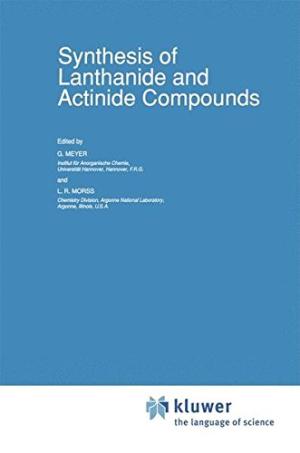 Synthesis of
Lanthanide and
Actinide Compounds
Edited by
G. MEYER
Institut für Anorganische Chemie,
Universität Hannover, Hannover, F.R.G.
and
L. R. MORSS
Chemistry Division, Argonne National Laboratory,
Argonne, Illinois, U.S.A.
kluwer
the language of science